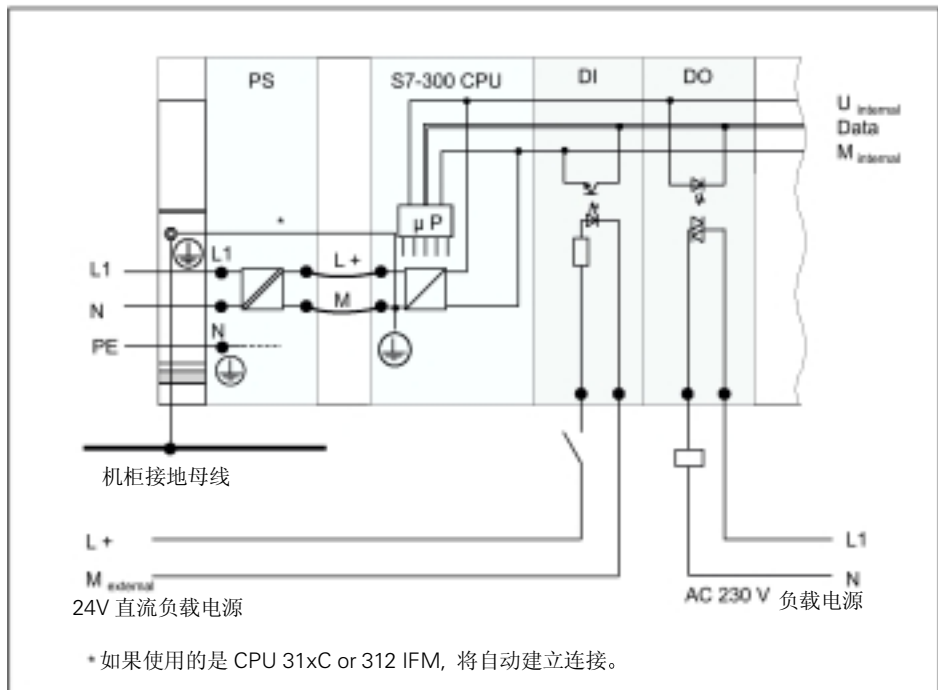 PS
S7-300 CPU
DI
DO
U internal
Data
M internal
*
μ P
L1
L +
L1
N
M
N
PE
机柜接地母线
L +
L1
M external
N
24V 直流负载电源
AC 230 V 负载电源
*如果使用的是 CPU 31xC or 312 IFM, 将自动建立连接。